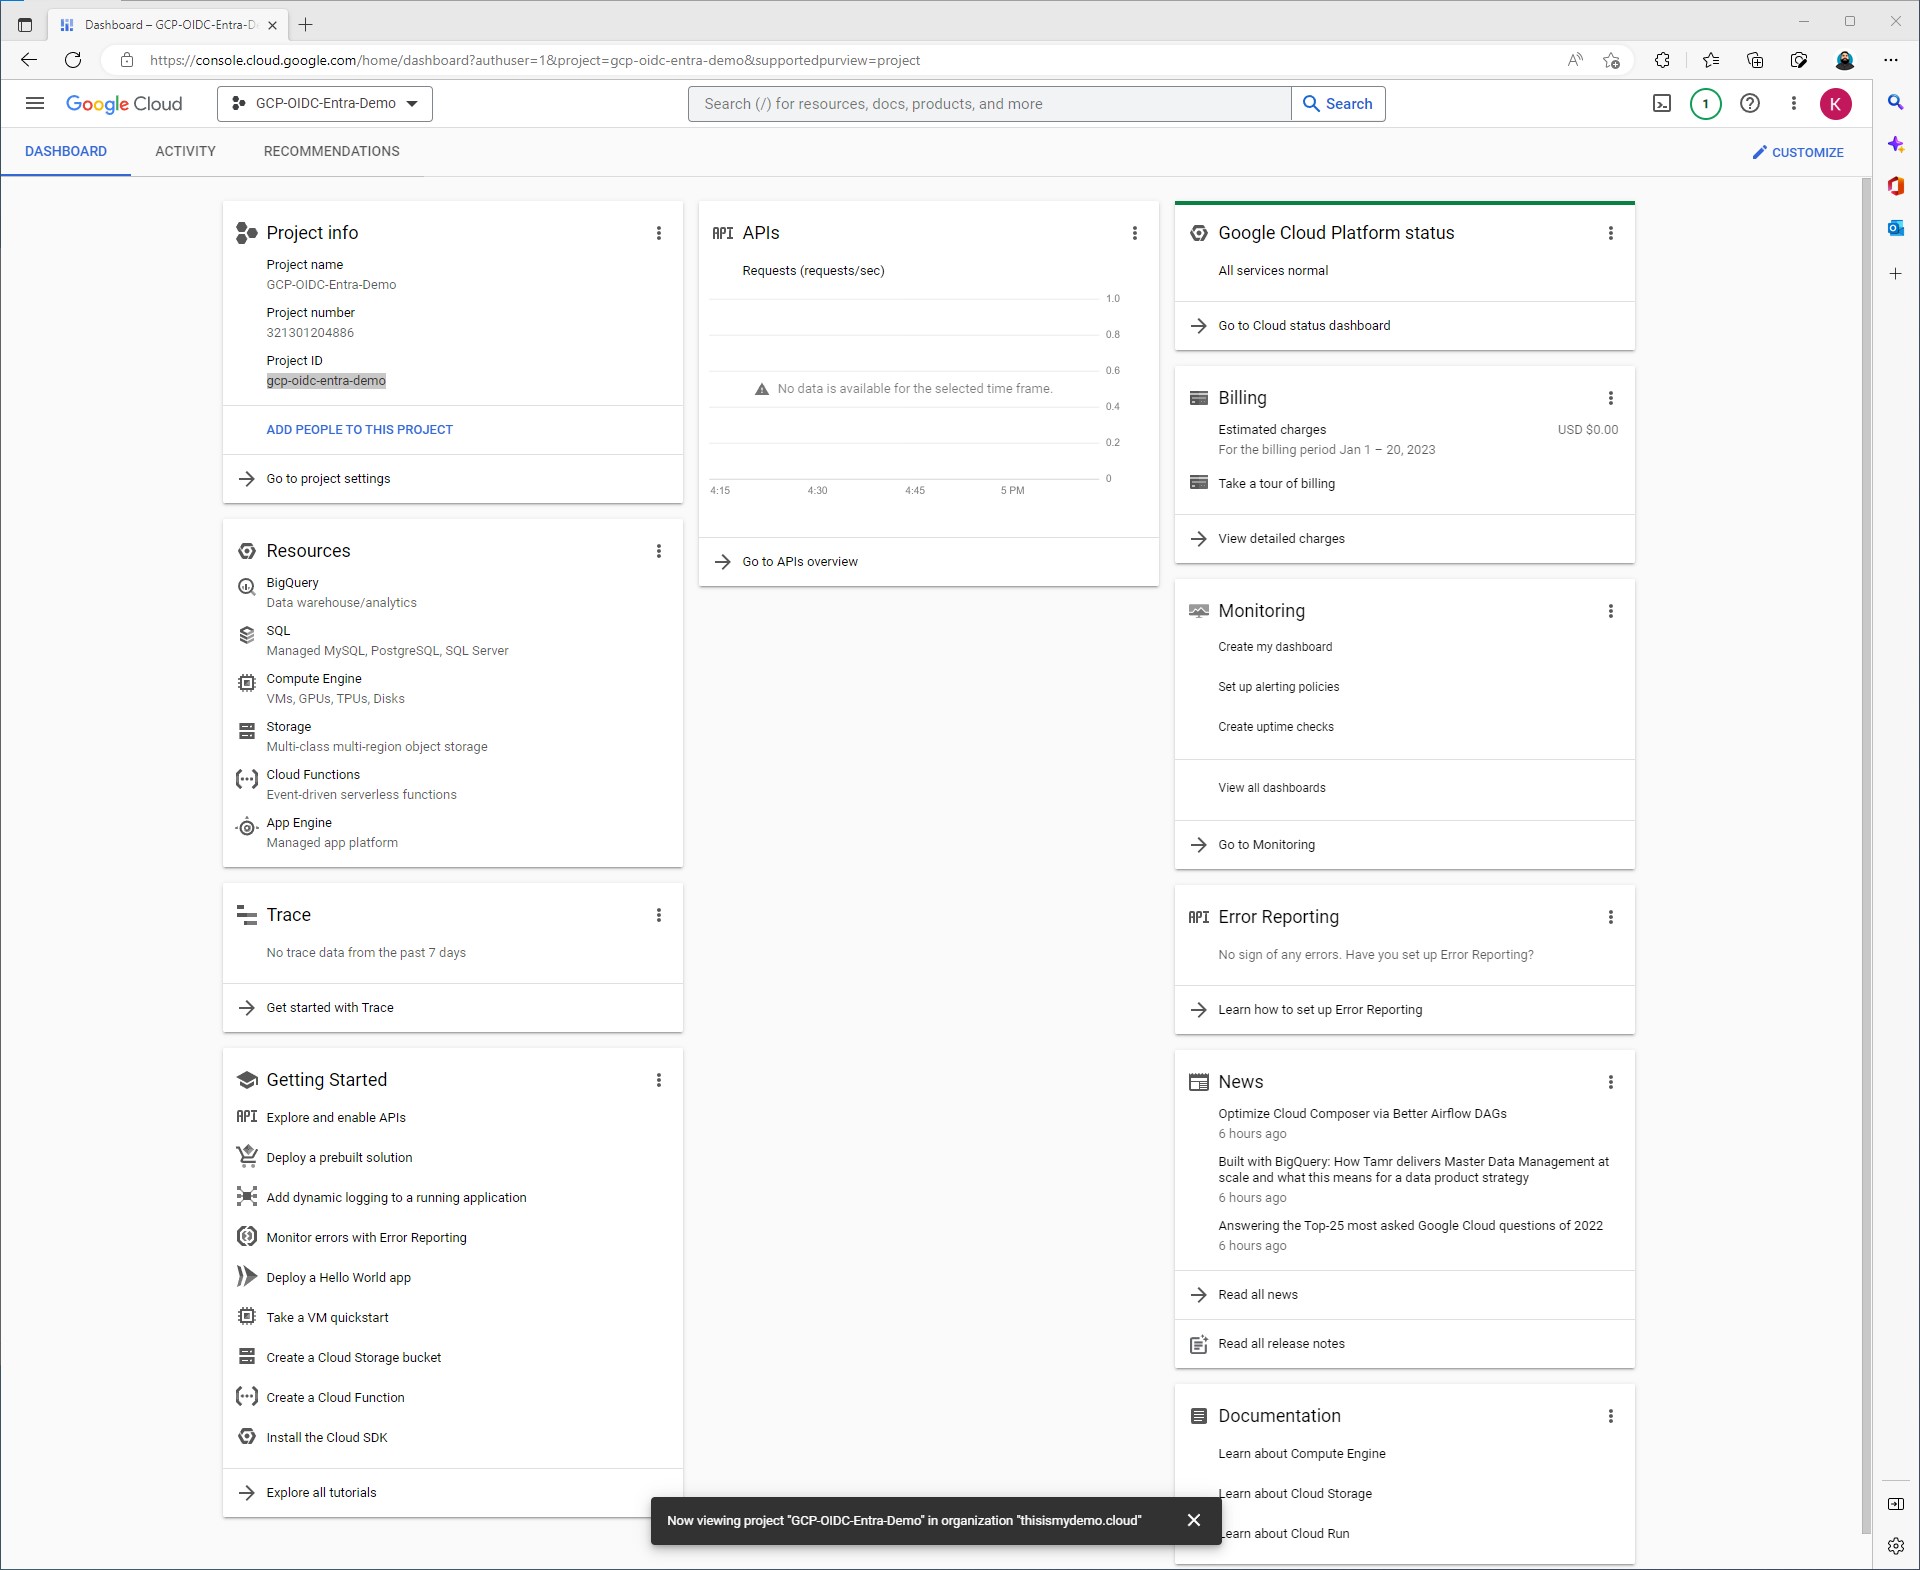 Dashboard – GCP-OIDC-Entra-D
https://console.cloud.google.com/home/dashboard?authuser=1&project=gcp-oidc-entra-demo&supportedpurview=project
Google Cloud
GCP-OIDC-Entra-Demo
Search (/) for resources, docs, products, and more
Search
1
K
DASHBOARD
ACTIVITY
RECOMMENDATIONS
CUSTOMIZE
Project info
Project name
GCP-OIDC-Entra-Demo
Project number
321301204886
Project ID
gcp-oidc-entra-demo
ADD PEOPLE TO THIS PROJECT
Go to project settings
Resources
BigQuery
Data warehouse/analytics
SQL
Managed MySQL, PostgreSQL, SQL Server
Compute Engine
VMs, GPUs, TPUs, Disks
Storage
Multi-class multi-region object storage
Cloud Functions
Event-driven serverless functions
App Engine
Managed app platform
Trace
No trace data from the past 7 days
Get started with Trace
Getting Started
API Explore and enable APIs
Deploy a prebuilt solution
Add dynamic logging to a running application
Monitor errors with Error Reporting
Deploy a Hello World app
Take a VM quickstart
Create a Cloud Storage bucket
Create a Cloud Function
Install the Cloud SDK
Explore all tutorials
API APIs
Requests (requests/sec)
1.0
0.8
0.6
No data is available for the selected time frame.
0.4
0.2
0
4:15
4:30
4:45
5 PM
Go to APIs overview
Google Cloud Platform status
All services normal
Go to Cloud status dashboard
Billing
Estimated charges
USD $0.00
For the billing period Jan 1 – 20, 2023
Take a tour of billing
View detailed charges
Monitoring
Create my dashboard
Set up alerting policies
Create uptime checks
View all dashboards
Go to Monitoring
API Error Reporting
No sign of any errors. Have you set up Error Reporting?
Learn how to set up Error Reporting
News
Optimize Cloud Composer via Better Airflow DAGs
6 hours ago
Built with BigQuery: How Tamr delivers Master Data Management at
scale and what this means for a data product strategy
6 hours ago
Answering the Top-25 most asked Google Cloud questions of 2022
6 hours ago
Read all news
Read all release notes
Documentation
Learn about Compute Engine
Learn about Cloud Storage
Learn about Cloud Run
Now viewing project "GCP-OIDC-Entra-Demo" in organization "thisismydemo.cloud"